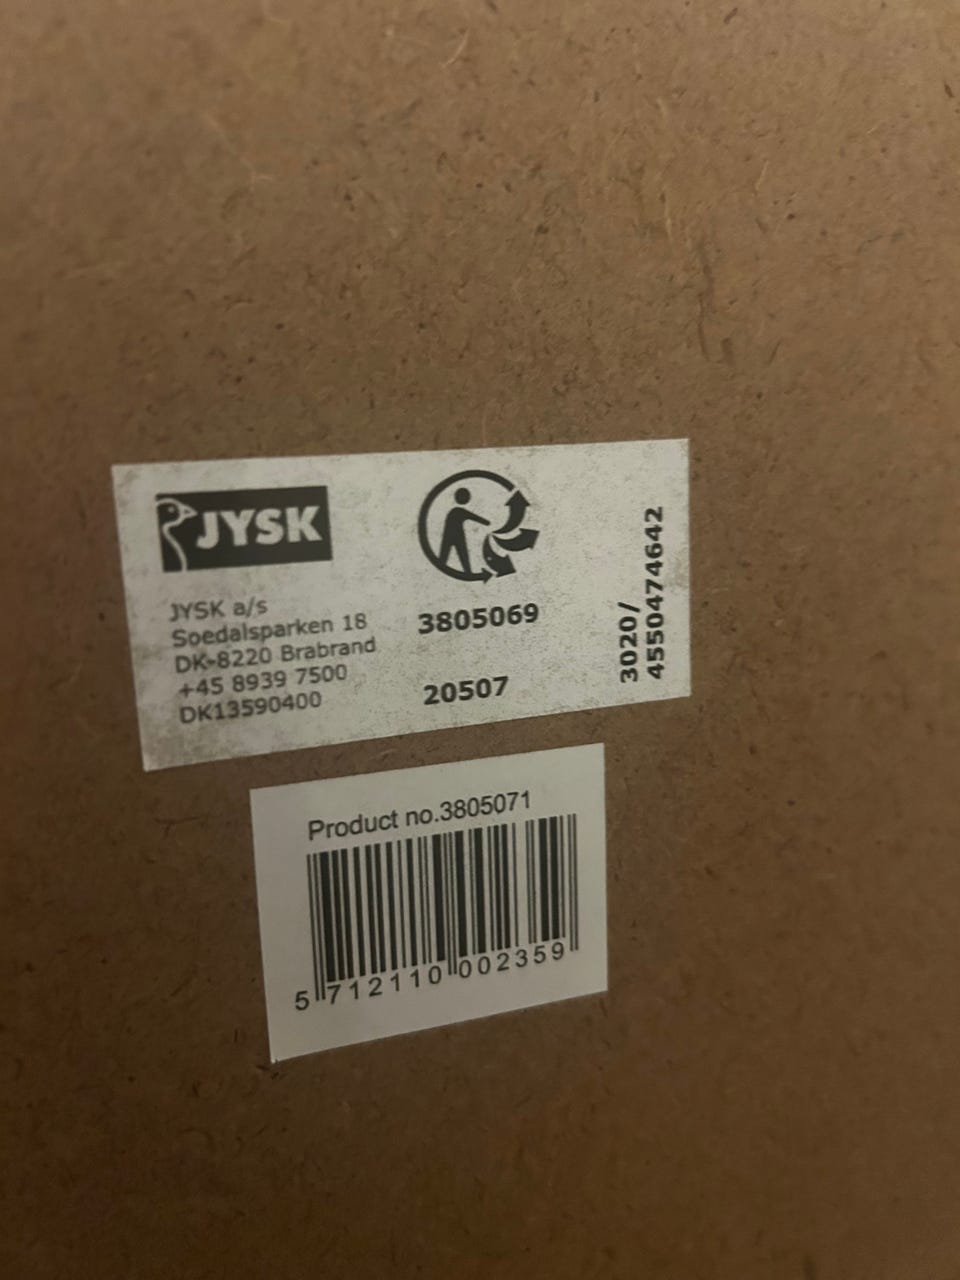 JYSK
JYSK a/s
Soedalsparken 18
DK-8220 Brabrand
+45 8939 7500
DK13590400
3805069
20507
3020/
4550474642
Product no.3805071
5 712110 002359